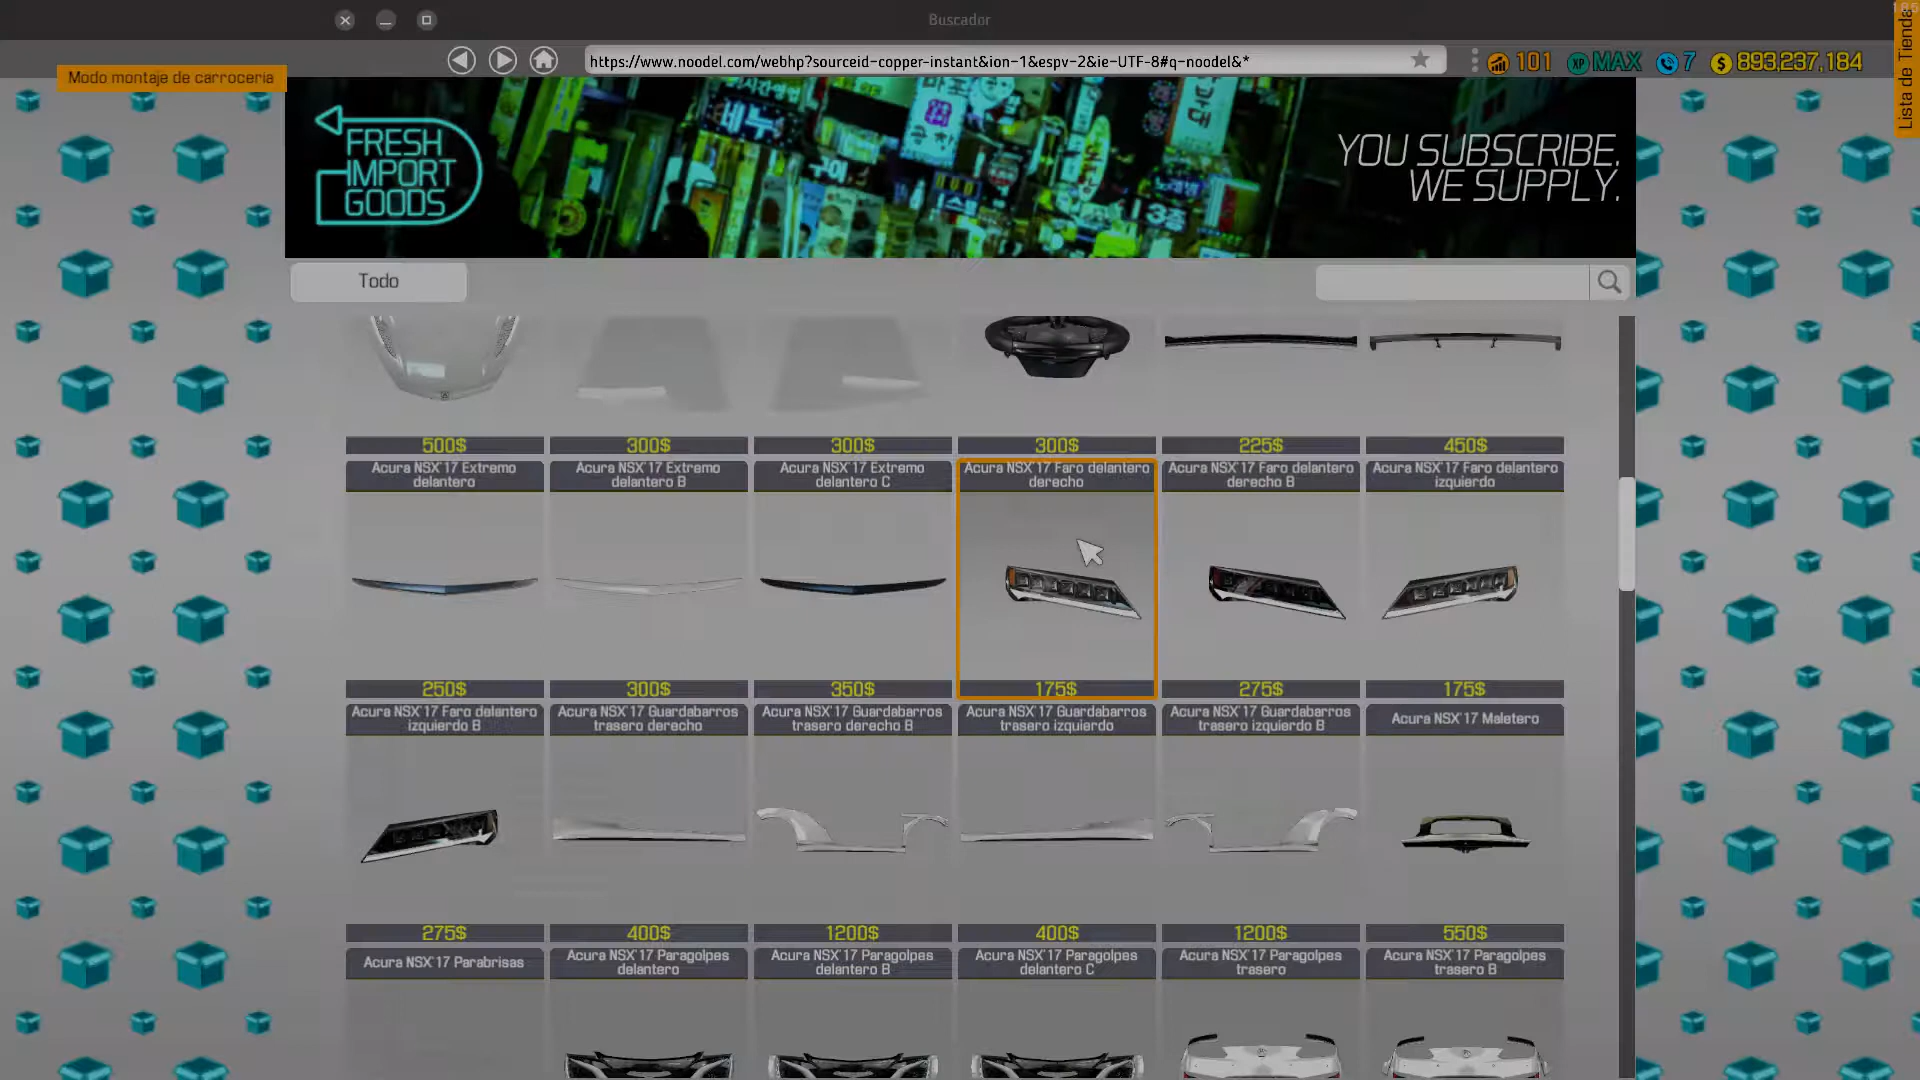 Buscador
https://www.noodel.com/webhp?sourceid-copper-instant&ion-1&espv-2&ie-UTF-8#q-noodel&*
101
XP MAX
7
$ 893,237,184
Lista de Tienda
Modo montaje de carrocería
FRESH
IMPORT
GOODS
YOU SUBSCRIBE.
WE SUPPLY.
Todo
500$
300$
300$
300$
225$
450$
Acura NSX'17 Extremo
delantero
Acura NSX'17 Extremo
delantero B
Acura NSX'17 Extremo
delantero C
Acura NSX'17 Faro delantero
derecho
Acura NSX'17 Faro delantero
derecho B
Acura NSX'17 Faro delantero
izquierdo
250$
300$
350$
175$
275$
175$
Acura NSX'17 Faro delantero
izquierdo B
Acura NSX'17 Guardabarros
trasero derecho
Acura NSX'17 Guardabarros
trasero derecho B
Acura NSX'17 Guardabarros
trasero izquierdo
Acura NSX'17 Guardabarros
trasero izquierdo B
Acura NSX'17 Maletero
275$
400$
1200$
400$
1200$
550$
Acura NSX'17 Parabrisas
Acura NSX'17 Paragolpes
delantero
Acura NSX'17 Paragolpes
delantero B
Acura NSX'17 Paragolpes
delantero C
Acura NSX'17 Paragolpes
trasero
Acura NSX'17 Paragolpes
trasero B